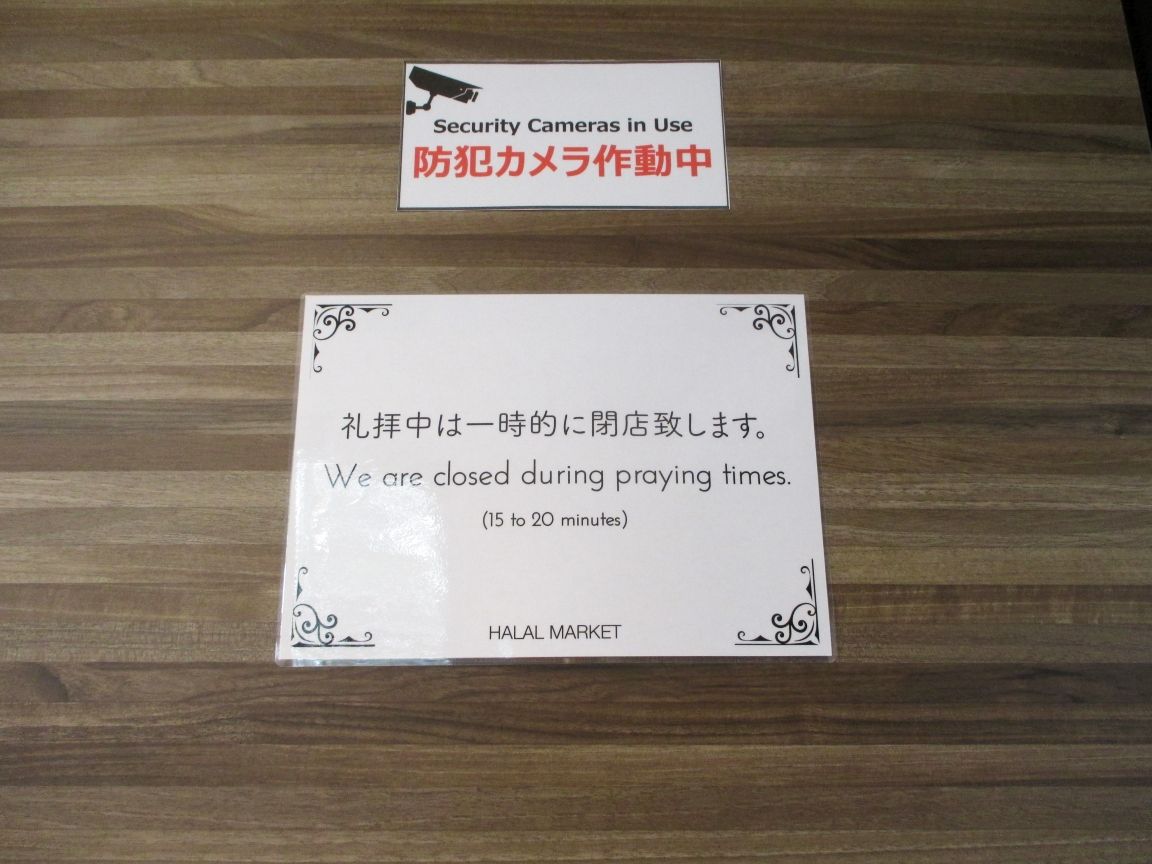 Security Cameras in Use
防犯カメラ作動中
礼拝中は一時的に閉店致します。
We are closed during praying times.
(15 to 20 minutes)
HALAL MARKET